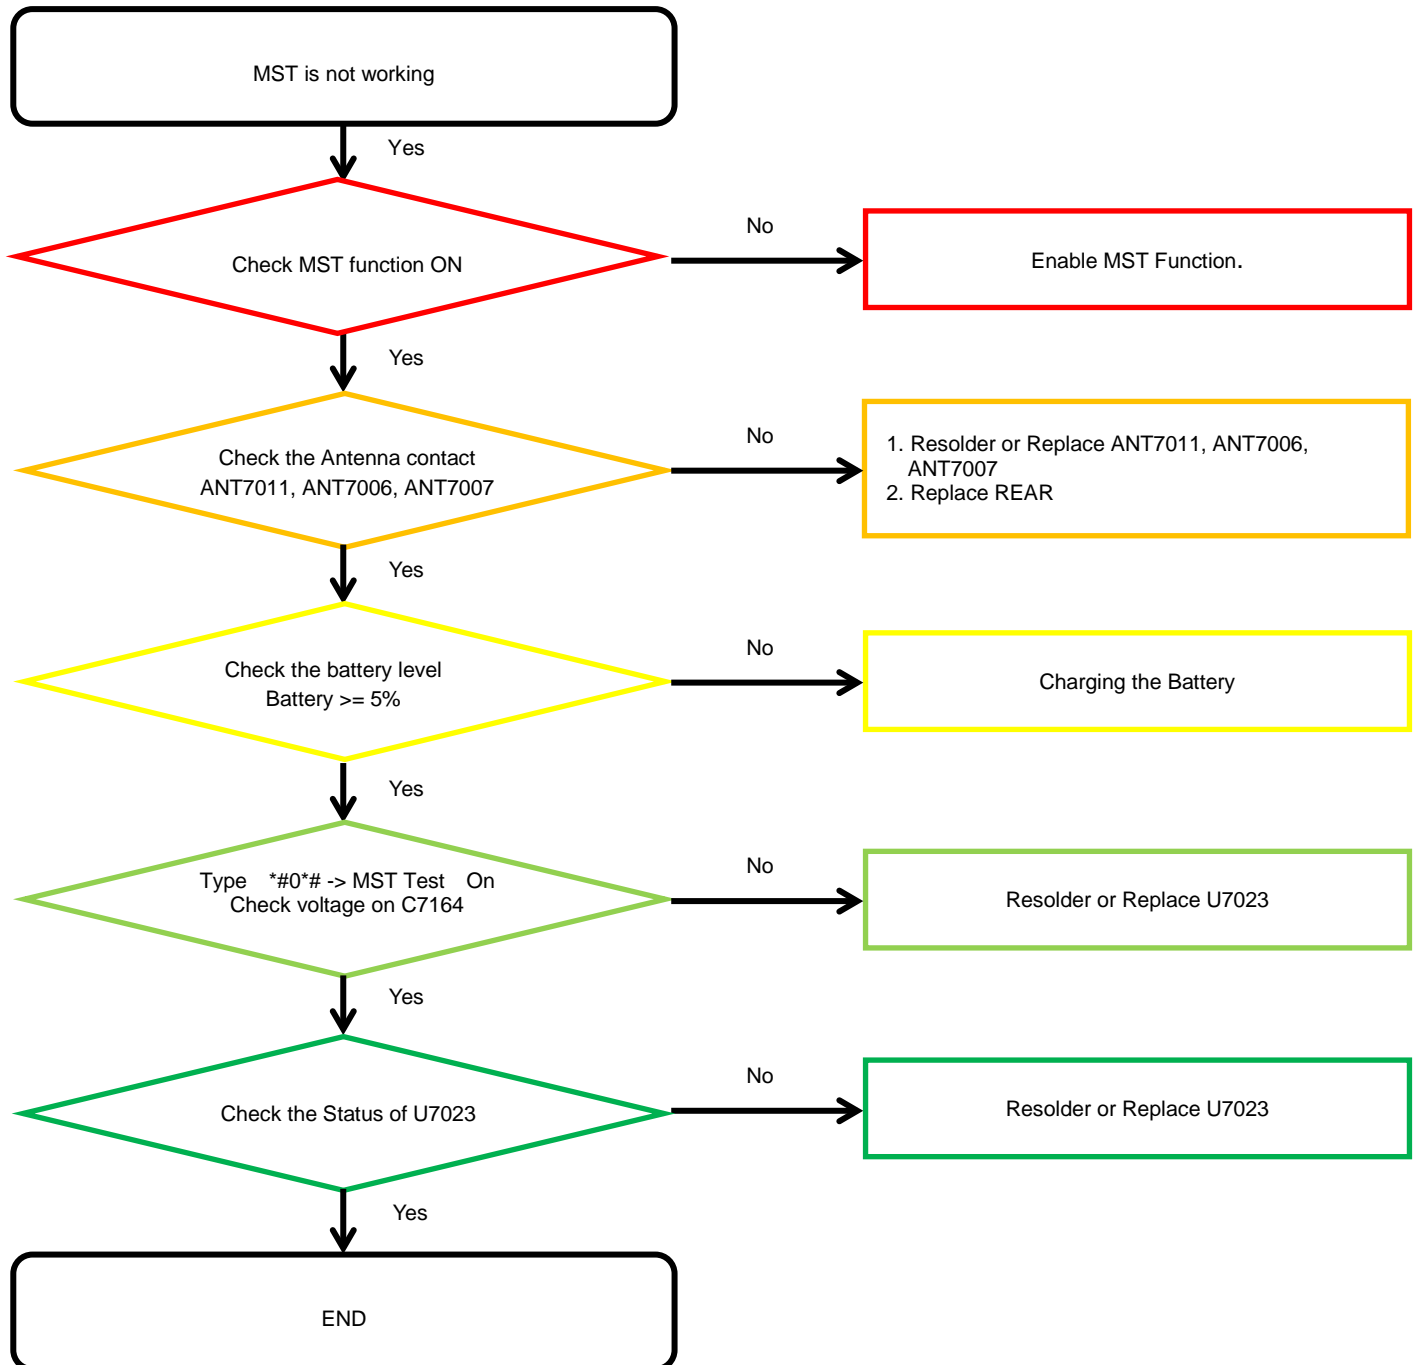 MST is not working
Yes
Check MST function ON
No
Enable MST Function.
Yes
Check the Antenna contact
ANT7011, ANT7006, ANT7007
No
1. Resolder or Replace ANT7011, ANT7006,
ANT7007
2. Replace REAR
Yes
Check the battery level
Battery >= 5%
No
Charging the Battery
Yes
Type *#0*# -> MST Test On
Check voltage on C7164
No
Resolder or Replace U7023
Yes
Check the Status of U7023
No
Resolder or Replace U7023
Yes
END